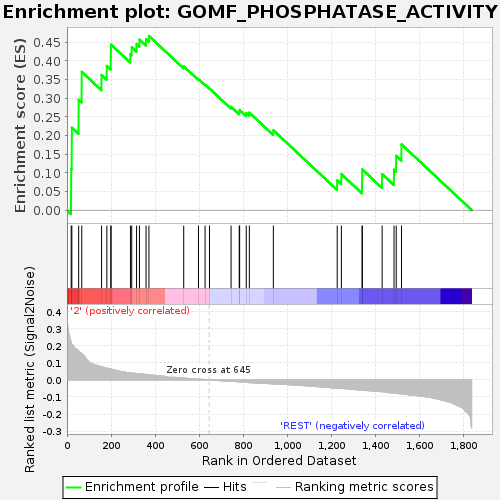 Enrichment plot: GOMF_PHOSPHATASE_ACTIVITY
Enrichment score (ES)
0.45
0.40
0.35
0.30
0.25
0.20
0.15
0.10
0.05
0.00
'2' (positively correlated)
Ranked list metric (Signal2Noise)
0.4
0.3
0.2
0.1
0.0
-0.1
-0.2
-0.3
Zero cross at 645
'REST' (negatively correlated)
0 200 400 600 800 1,000 1,200 1,400 1,600 1,800
Rank in Ordered Dataset
Enrichment profile Hits Ranking metric scores